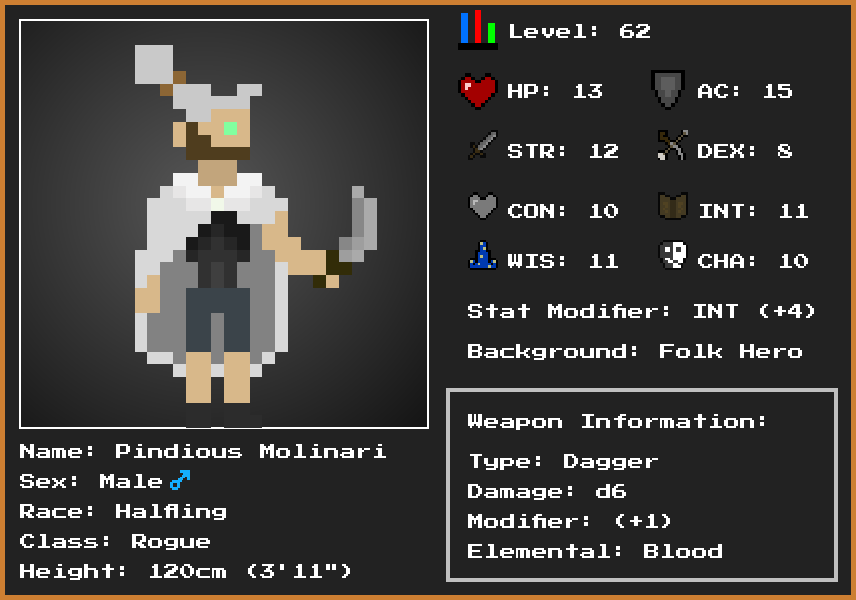 Level: 62
HP: 13 AC: 15
STR: 12 DEX: 8
CON: 10 INT: 11
WIS: 11 CHA: 10
Stat Modifier: INT (+4)
Background: Folk Hero
Weapon Information:
Type: Dagger
Damage: d6
Modifier: (+1)
Elemental: Blood
Name: Pindious Molinari
Sex: Male♂
Race: Halfling
Class: Rogue
Height: 120cm (3'11")